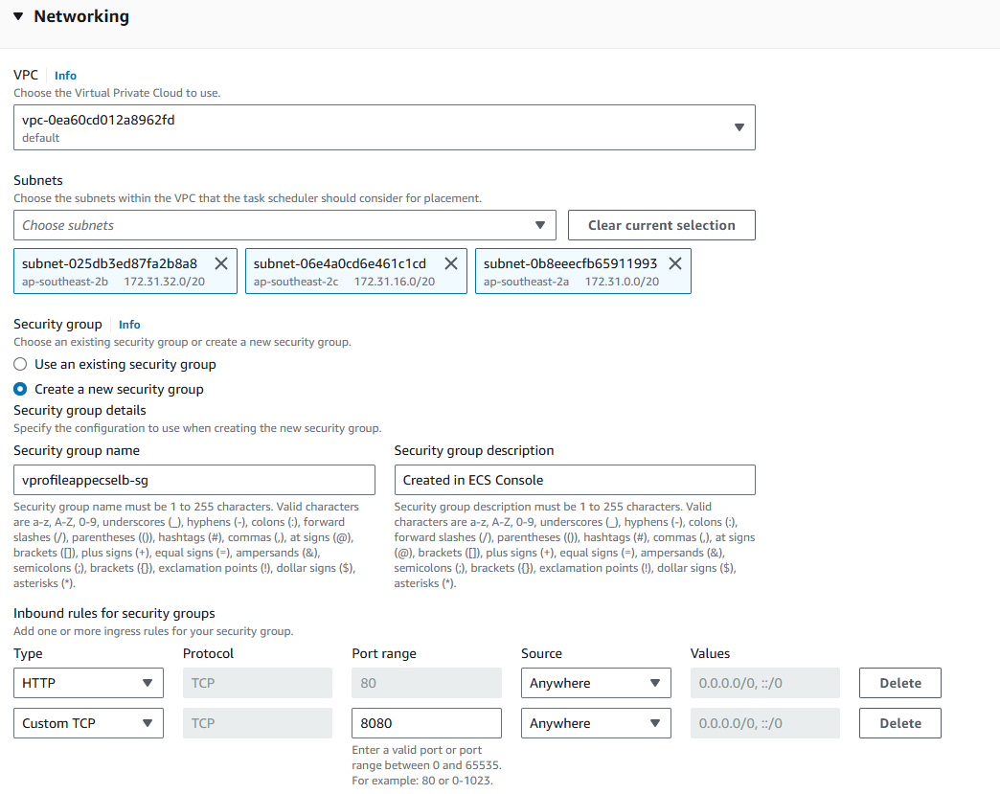 Networking
VPC Info
Choose the Virtual Private Cloud to use.
vpc-0ea60cd012a8962fd
default
Subnets
Choose the subnets within the VPC that the task scheduler should consider for placement.
Choose subnets
Clear current selection
subnet-025db3ed87fa2b8a8
ap-southeast-2b 172.31.32.0/20
subnet-06e4a0cd6e461c1cd
ap-southeast-2c 172.31.16.0/20
subnet-0b8eeecfb65911993
ap-southeast-2a 172.31.0.0/20
Security group Info
Choose an existing security group or create a new security group.
Use an existing security group
Create a new security group
Security group details
Specify the configuration to use when creating the new security group.
Security group name
vprofileappecselb-sg
Security group name must be 1 to 255 characters. Valid characters
are a-z, A-Z, 0-9, underscores (_), hyphens (-), colons (:), forward
slashes (/), parentheses (()), hashtags (#), commas (,), at signs (@),
brackets ([]), plus signs (+), equal signs (=), ampersands (&),
semicolons (;), brackets ({}), exclamation points (!), dollar signs ($),
asterisks (*).
Security group description
Created in ECS Console
Security group description must be 1 to 255 characters. Valid
characters are a-z, A-Z, 0-9, underscores (_), hyphens (-), colons (:),
forward slashes (/), parentheses (()), hashtags (#), commas (,), at signs
(@), brackets ([]), plus signs (+), equal signs (=), ampersands (&),
semicolons (;), brackets ({}), exclamation points (!), dollar signs ($),
asterisks (*).
Inbound rules for security groups
Add one or more ingress rules for your security group.
Type Protocol Port range Source Values
HTTP TCP 80 Anywhere 0.0.0.0/0, ::/0 Delete
Custom TCP TCP 8080 Anywhere 0.0.0.0/0, ::/0 Delete
Enter a valid port or port
range between 0 and 65535.
For example: 80 or 0-1023.